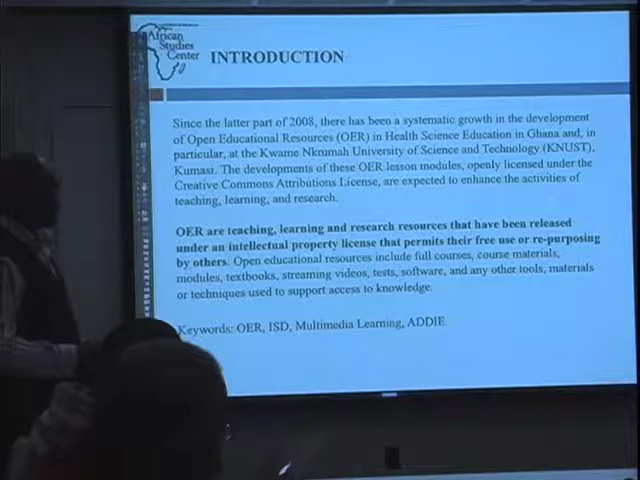 African
Studies
Center
INTRODUCTION
Since the latter part of 2008, there has been a systematic growth in the development
of Open Educational Resources (OER) in Health Science Education in Ghana and, in
particular, at the Kwame Nkrumah University of Science and Technology (KNUST),
Kumasi. The developments of these OER lesson modules, openly licensed under the
Creative Commons Attributions License, are expected to enhance the activities of
teaching, learning, and research.
OER are teaching, learning and research resources that have been released
under an intellectual property license that permits their free use or re-purposing
by others. Open educational resources include full courses, course materials,
modules, textbooks, streaming videos, tests, software, and any other tools, materials
or techniques used to support access to knowledge.
Keywords: OER, ISD, Multimedia Learning, ADDIE